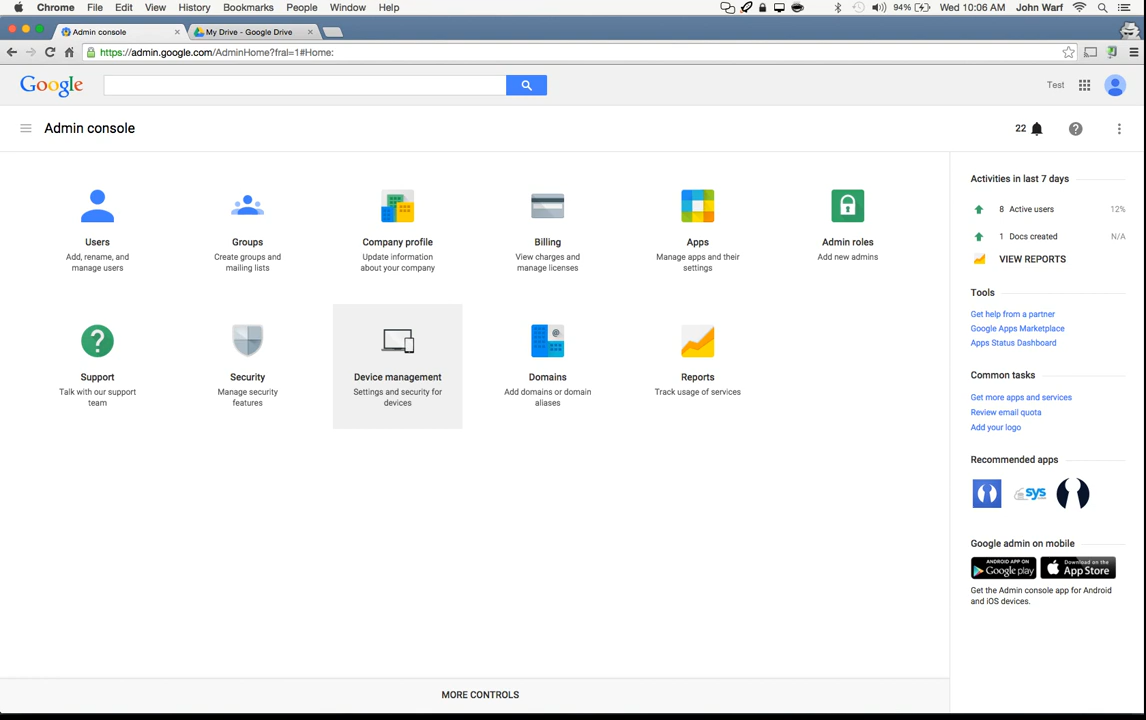 Chrome File Edit View History Bookmarks People Window Help 94% Wed 10:06 AM John Warf
Admin console My Drive - Google Drive
https://admin.google.com/AdminHome?fral=1#Home:
Google Test
Admin console 22
Users
Add, rename, and
manage users
Groups
Create groups and
mailing lists
Company profile
Update information
about your company
Billing
View charges and
manage licenses
Apps
Manage apps and their
settings
Admin roles
Add new admins
Support
Talk with our support
team
Security
Manage security
features
Device management
Settings and security for
devices
Domains
Add domains or domain
aliases
Reports
Track usage of services
MORE CONTROLS
Activities in last 7 days
8 Active users 12%
1 Docs created N/A
VIEW REPORTS
Tools
Get help from a partner
Google Apps Marketplace
Apps Status Dashboard
Common tasks
Get more apps and services
Review email quota
Add your logo
Recommended apps
sys
Google admin on mobile
ANDROID APP ON
Google play
Download on the
App Store
Get the Admin console app for Android
and iOS devices.